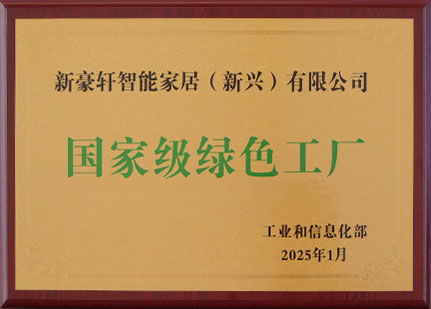 新豪轩智能家居（新兴）有限公司
国家级绿色工厂
工业和信息化部
2025年1月